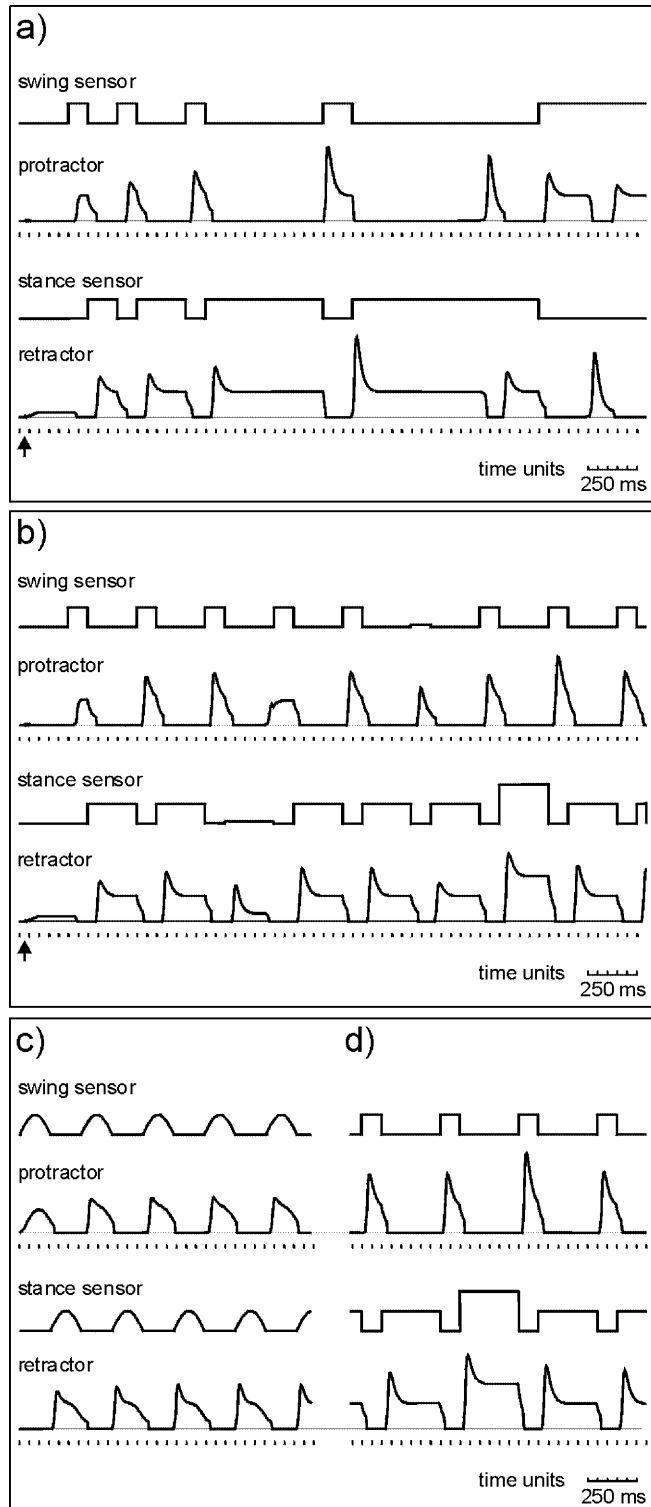 a)
swing sensor
protractor
stance sensor
retractor
time units
250 ms
b)
swing sensor
protractor
stance sensor
retractor
time units
250 ms
c) d)
swing sensor
protractor
stance sensor
retractor
time units
250 ms